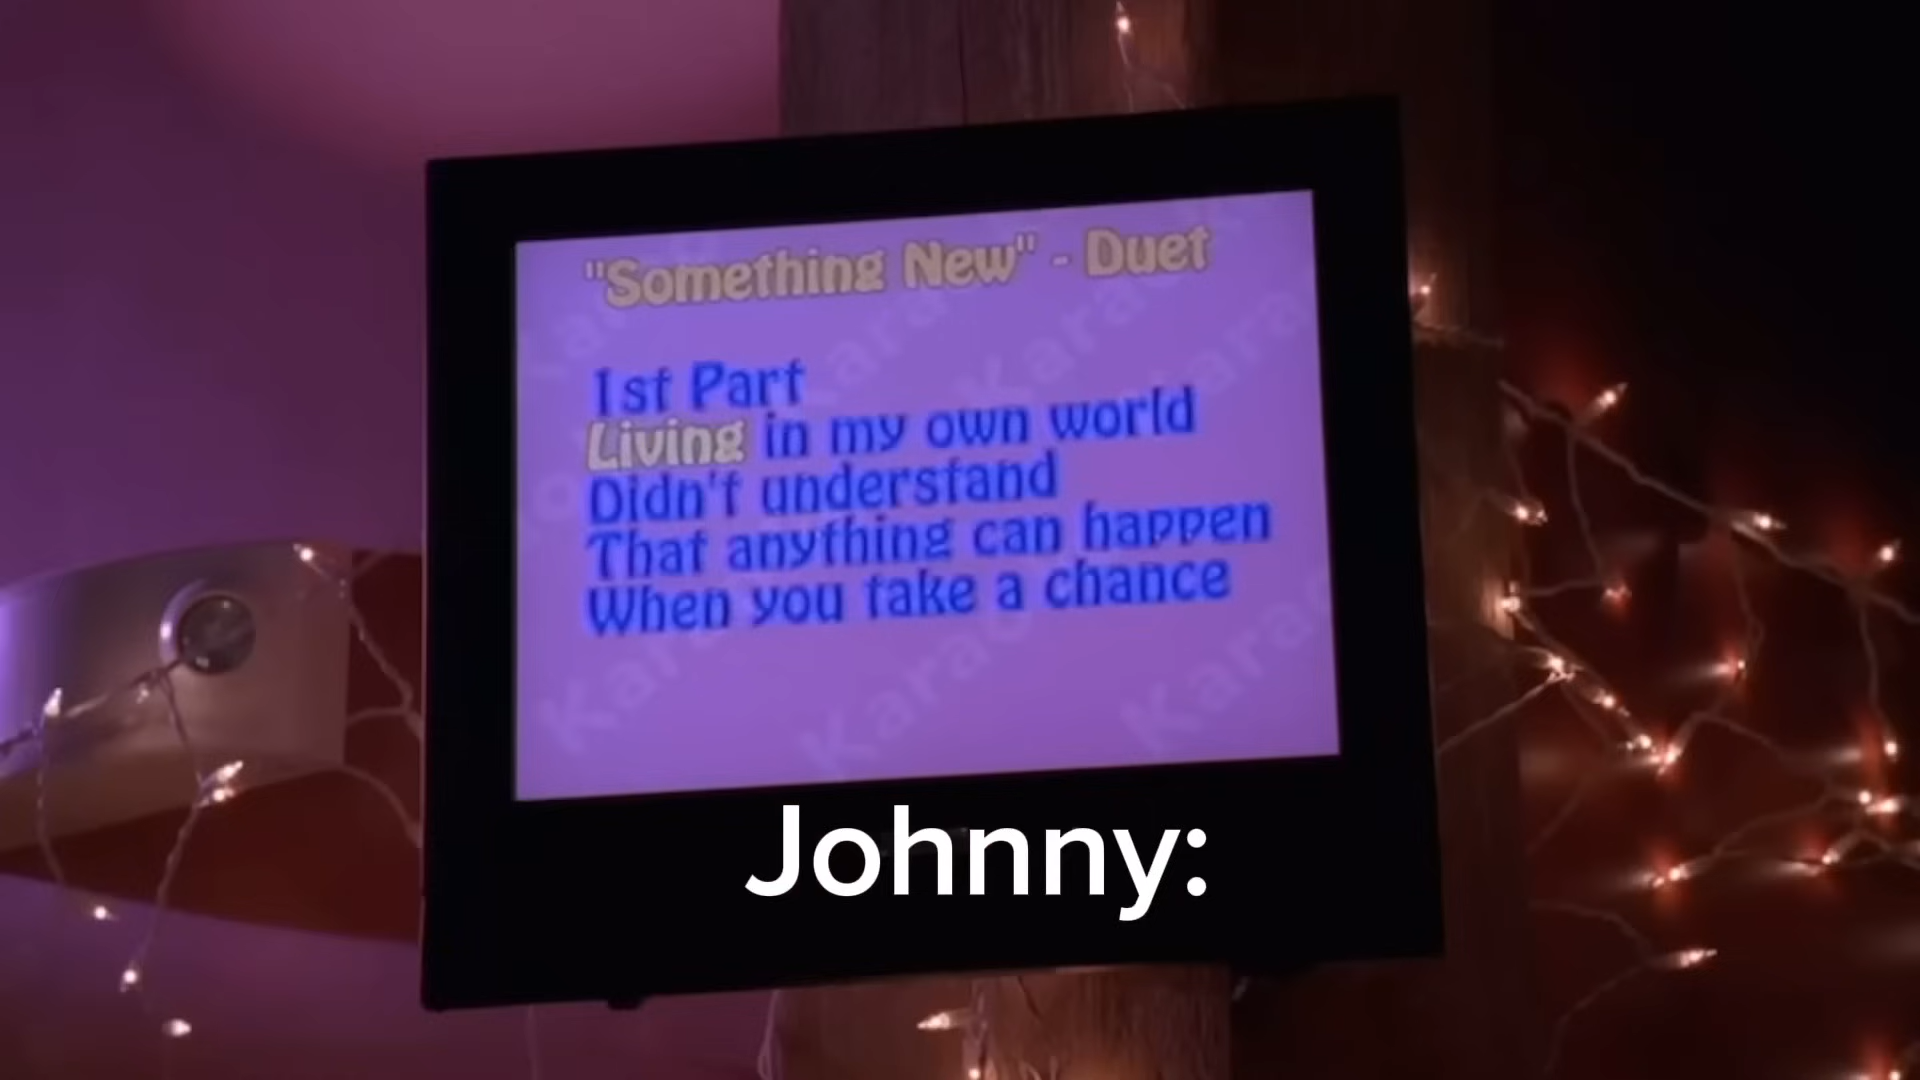 "Something New" - Duet
1st Part
Living in my own world
Didn't understand
That anything can happen
When you take a chance
Johnny: